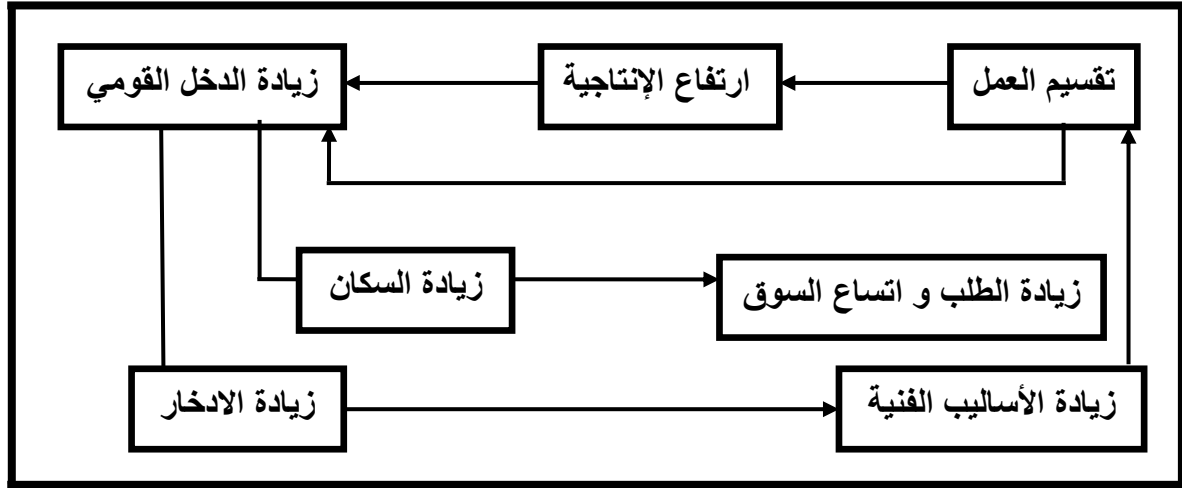 تقسيم العمل
ارتفاع الإنتاجية
زيادة الدخل القومي
زيادة السكان
زيادة الطلب و اتساع السوق
زيادة الادخار
زيادة الأساليب الفنية